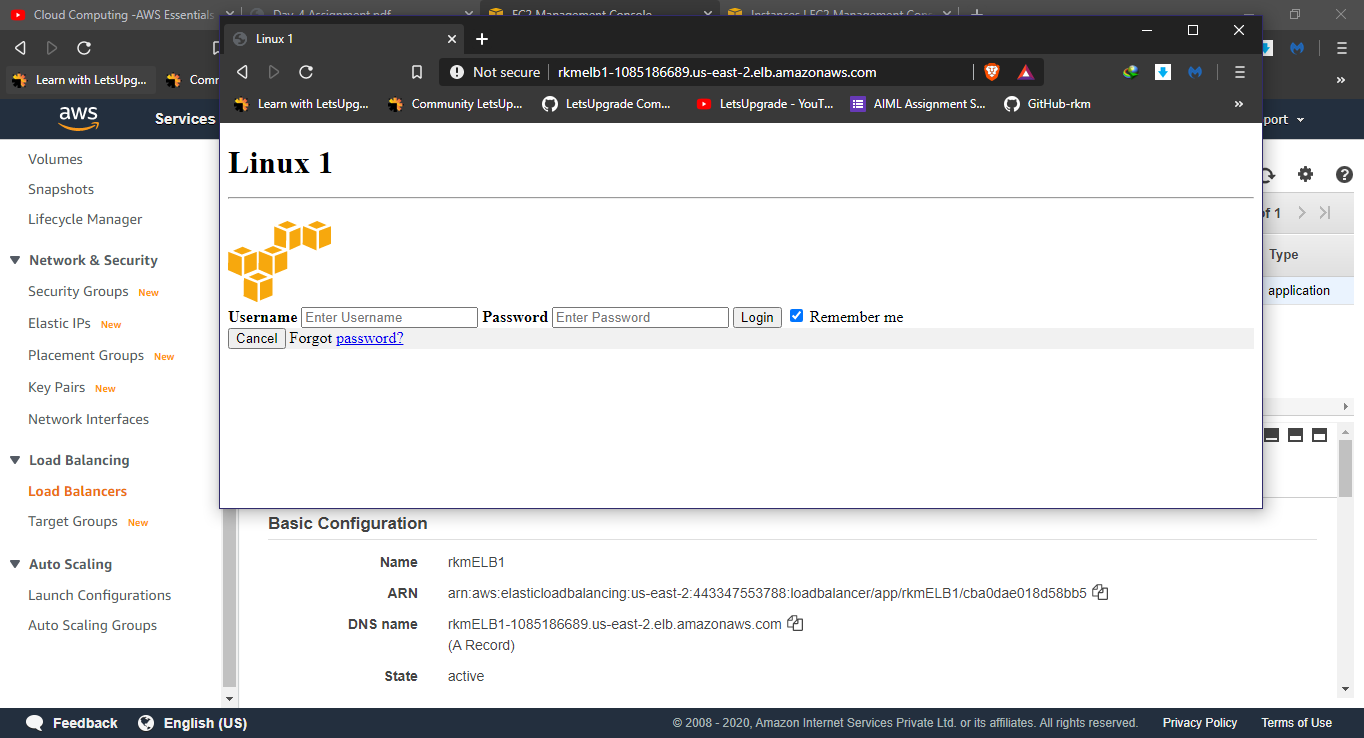 Cloud Computing -AWS Essentials
Day-4 Assignment.pdf
EC2 Management Console
Instances | EC2 Management Con
Linux 1
Not secure
rkmelb1-1085186689.us-east-2.elb.amazonaws.com
Learn with LetsUpg...
Comm
Learn with LetsUpg...
Community LetsUp...
LetsUpgrade Com...
LetsUpgrade - YouT...
AIML Assignment S...
GitHub-rkm
»
»
aws
Services
port
Linux 1
Username Enter Username Password Enter Password Login Remember me
Cancel Forgot password?
Volumes
Snapshots
Lifecycle Manager
Network & Security
Security Groups New
Elastic IPs New
Placement Groups New
Key Pairs New
Network Interfaces
Load Balancing
Load Balancers
Target Groups New
Auto Scaling
Launch Configurations
Auto Scaling Groups
of 1
Type
application
Basic Configuration
Name rkmELB1
ARN arn:aws:elasticloadbalancing:us-east-2:443347553788:loadbalancer/app/rkmELB1/cba0dae018d58bb5
DNS name rkmELB1-1085186689.us-east-2.elb.amazonaws.com
(A Record)
State active
Feedback English (US)
© 2008 - 2020, Amazon Internet Services Private Ltd. or its affiliates. All rights reserved. Privacy Policy Terms of Use